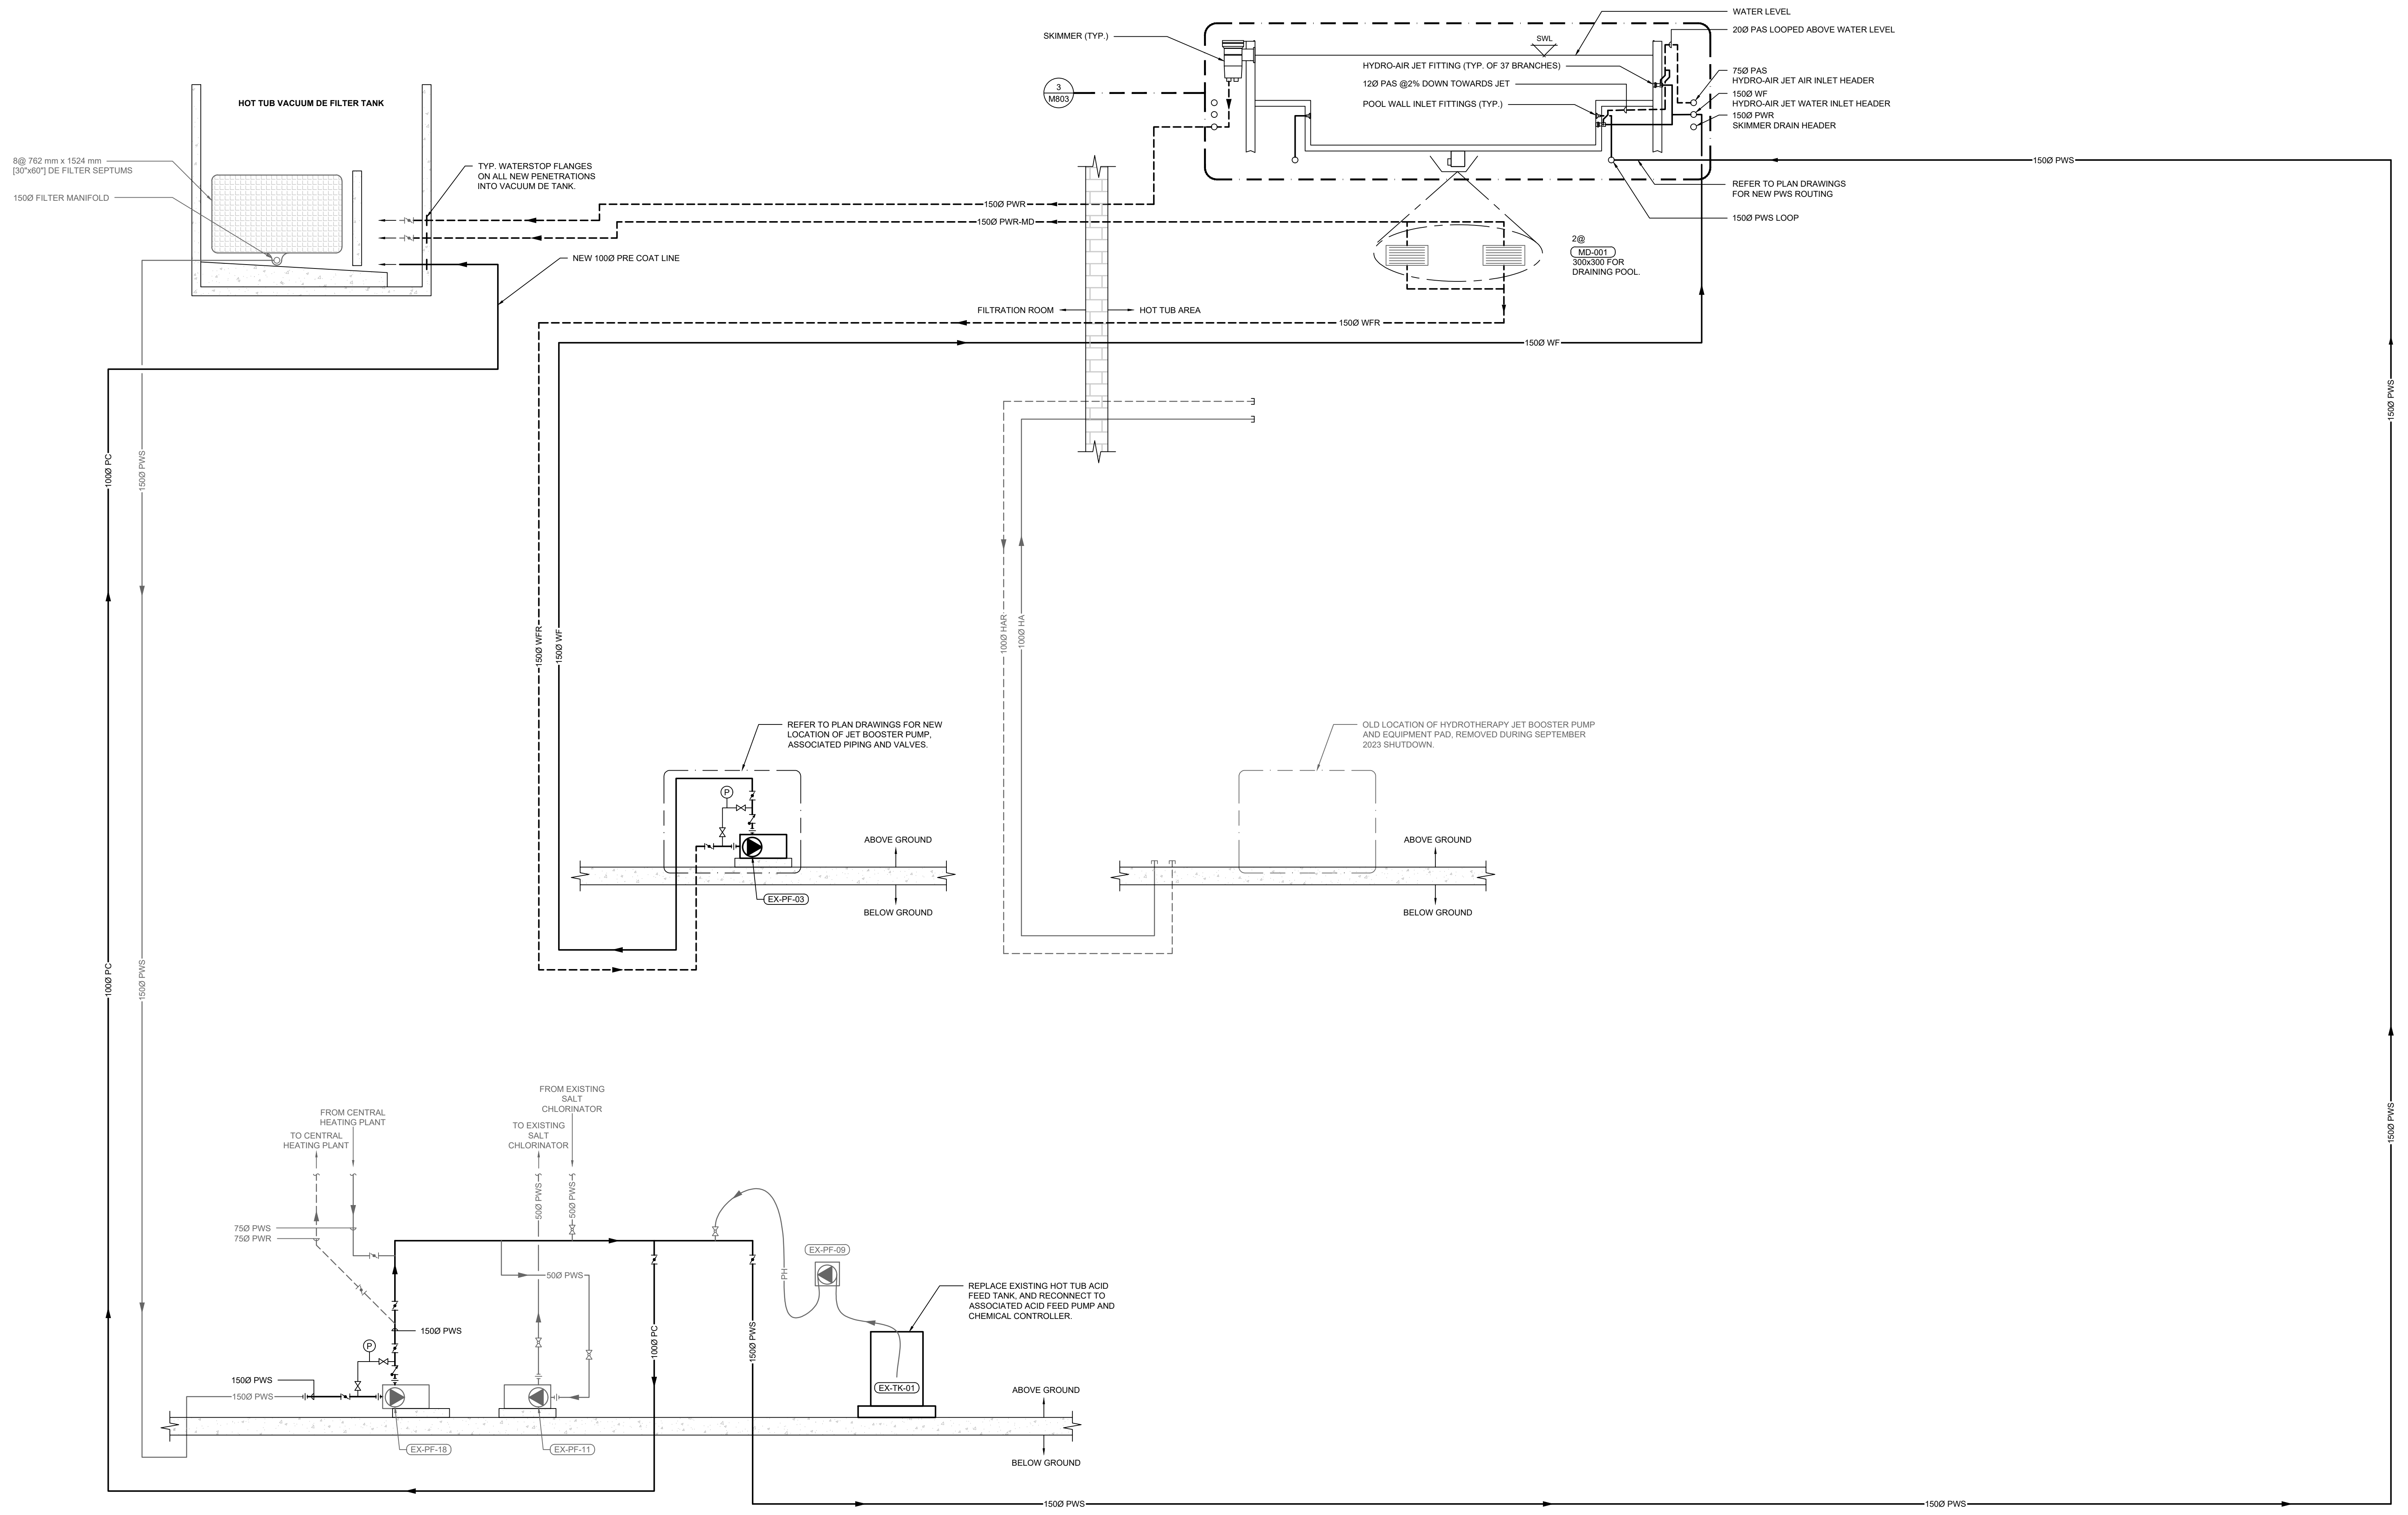 WATER LEVEL
20Ø PAS LOOPED ABOVE WATER LEVEL
SKIMMER (TYP.)
SWL
HYDRO-AIR JET FITTING (TYP. OF 37 BRANCHES)
12Ø PAS @2% DOWN TOWARDS JET
POOL WALL INLET FITTINGS (TYP.)
75Ø PAS
HYDRO-AIR JET AIR INLET HEADER
150Ø WF
HYDRO-AIR JET WATER INLET HEADER
150Ø PWR
SKIMMER DRAIN HEADER
3
M803
HOT TUB VACUUM DE FILTER TANK
8@ 762 mm x 1524 mm
[30"x60"] DE FILTER SEPTUMS
150Ø FILTER MANIFOLD
TYP. WATERSTOP FLANGES
ON ALL NEW PENETRATIONS
INTO VACUUM DE TANK.
150Ø PWS
REFER TO PLAN DRAWINGS
FOR NEW PWS ROUTING
150Ø PWS LOOP
150Ø PWR
150Ø PWR-MD
2@
MD-001
300x300 FOR
DRAINING POOL.
NEW 100Ø PRE COAT LINE
FILTRATION ROOM
HOT TUB AREA
150Ø WFR
150Ø WF
150Ø PWS
100Ø PC
150Ø PWS
150Ø WFR
150Ø WF
100Ø HAR
100Ø HA
REFER TO PLAN DRAWINGS FOR NEW
LOCATION OF JET BOOSTER PUMP,
ASSOCIATED PIPING AND VALVES.
OLD LOCATION OF HYDROTHERAPY JET BOOSTER PUMP
AND EQUIPMENT PAD, REMOVED DURING SEPTEMBER
2023 SHUTDOWN.
P
ABOVE GROUND
ABOVE GROUND
EX-PF-03
BELOW GROUND
BELOW GROUND
100Ø PC
150Ø PWS
150Ø PWS
FROM EXISTING
SALT
CHLORINATOR
FROM CENTRAL
HEATING PLANT
TO EXISTING
SALT
CHLORINATOR
TO CENTRAL
HEATING PLANT
50Ø PWS
50Ø PWS
75Ø PWS
75Ø PWR
50Ø PWS
PH
EX-PF-09
REPLACE EXISTING HOT TUB ACID
FEED TANK, AND RECONNECT TO
ASSOCIATED ACID FEED PUMP AND
CHEMICAL CONTROLLER.
150Ø PWS
100Ø PC
150Ø PWS
P
150Ø PWS
150Ø PWS
EX-TK-01
ABOVE GROUND
EX-PF-18
EX-PF-11
BELOW GROUND
150Ø PWS
150Ø PWS